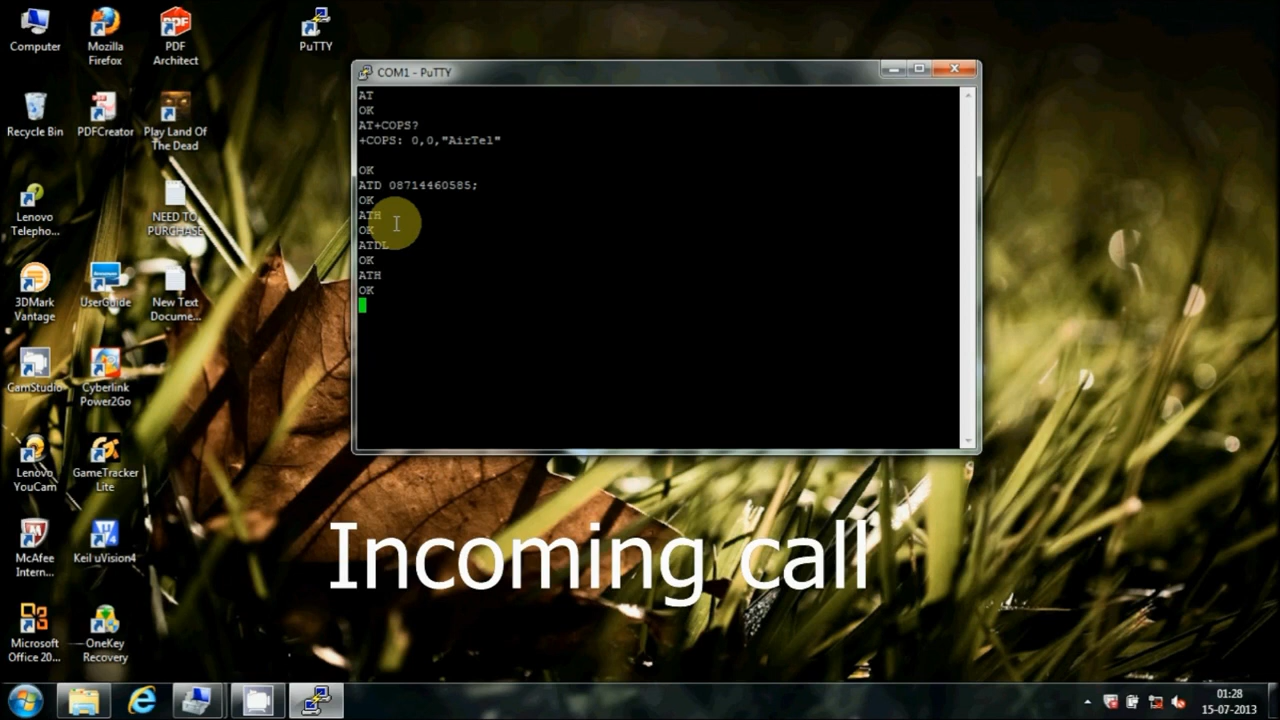 Computer
Mozilla
Firefox
PDF
Architect
PuTTY
Recycle Bin
PDFCreator
Play Land Of
The Dead
Lenovo
Telepho...
NEED TO
PURCHASE
3DMark
Vantage
UserGuide
New Text
Docume...
CamStudio
Cyberlink
Power2Go
Lenovo
YouCam
GameTracker
Lite
McAfee
Intern...
Keil uVision4
Microsoft
Office 20...
OneKey
Recovery
COM1 - PuTTY
AT
OK
AT+COPS?
+COPS: 0,0,"AirTel"
OK
ATD 08714460585;
OK
ATH
OK
ATDL
OK
ATH
OK
Incoming call
01:28
15-07-2013